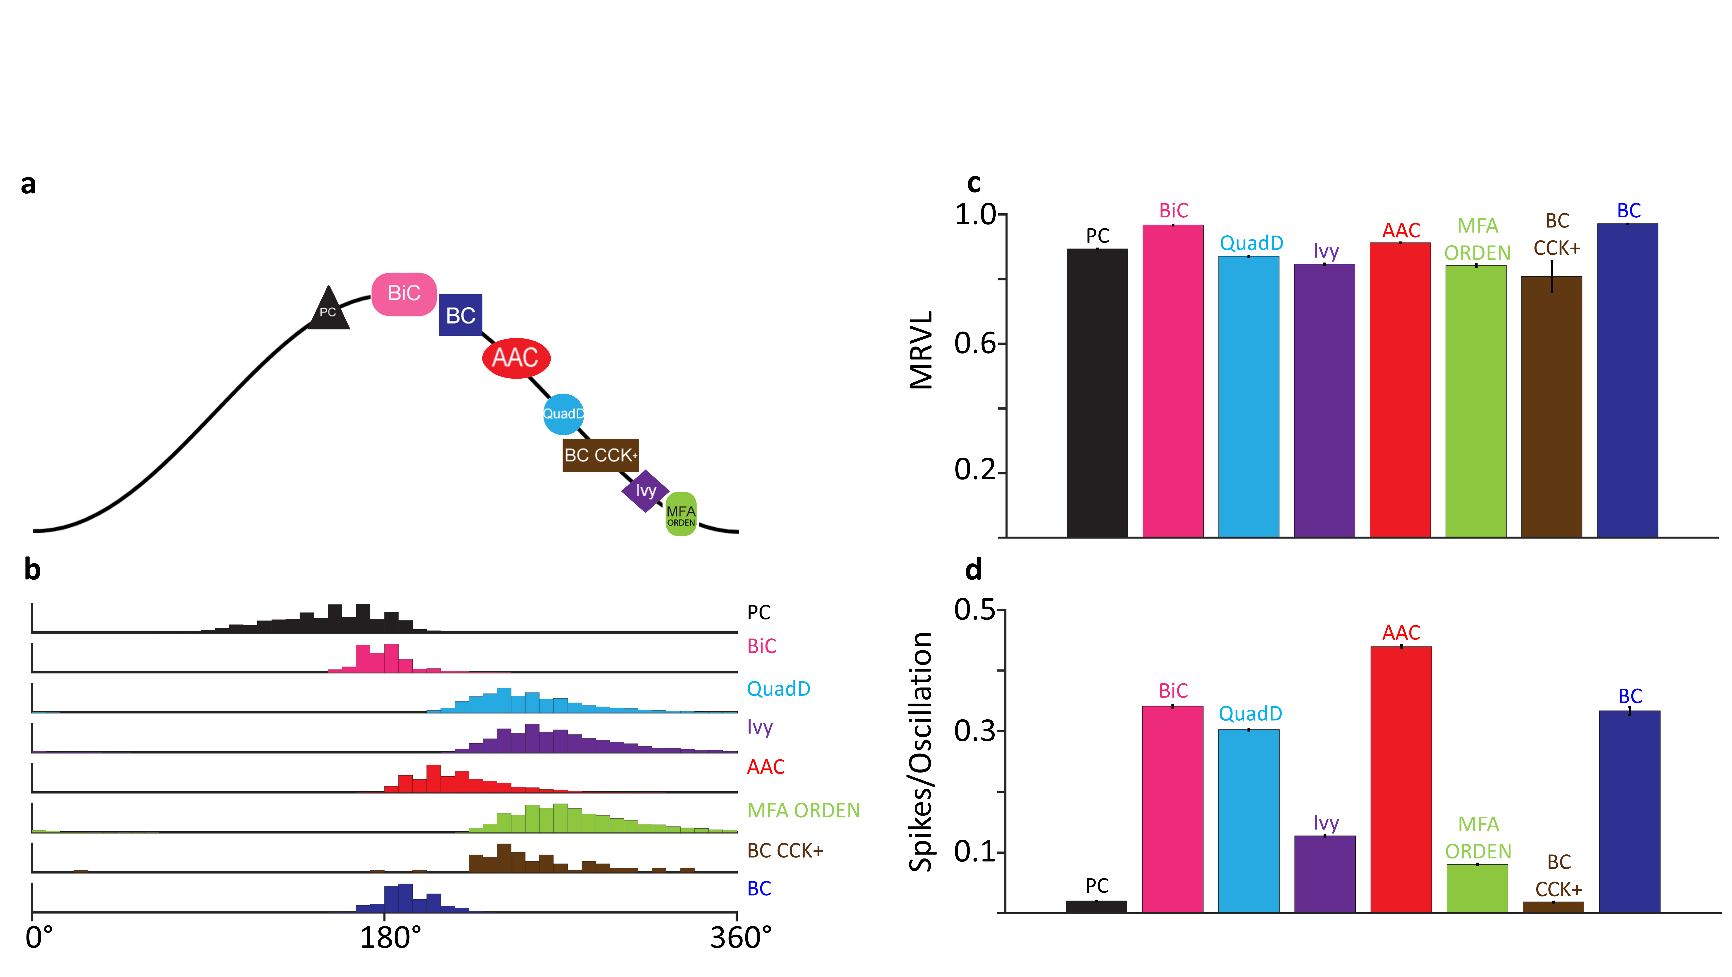 a
PC
BiC
BC
AAC
QuadD
BC CCK+
Ivy
MFA
ORDEN
b
PC
BiC
QuadD
Ivy
AAC
MFA ORDEN
BC CCK+
BC
0°
180°
360°
c
MRVL
1.0
0.6
0.2
PC
BiC
QuadD
Ivy
AAC
MFA
ORDEN
BC
CCK+
BC
d
Spikes/Oscillation
0.5
0.3
0.1
PC
BiC
QuadD
Ivy
AAC
MFA
ORDEN
BC
CCK+
BC